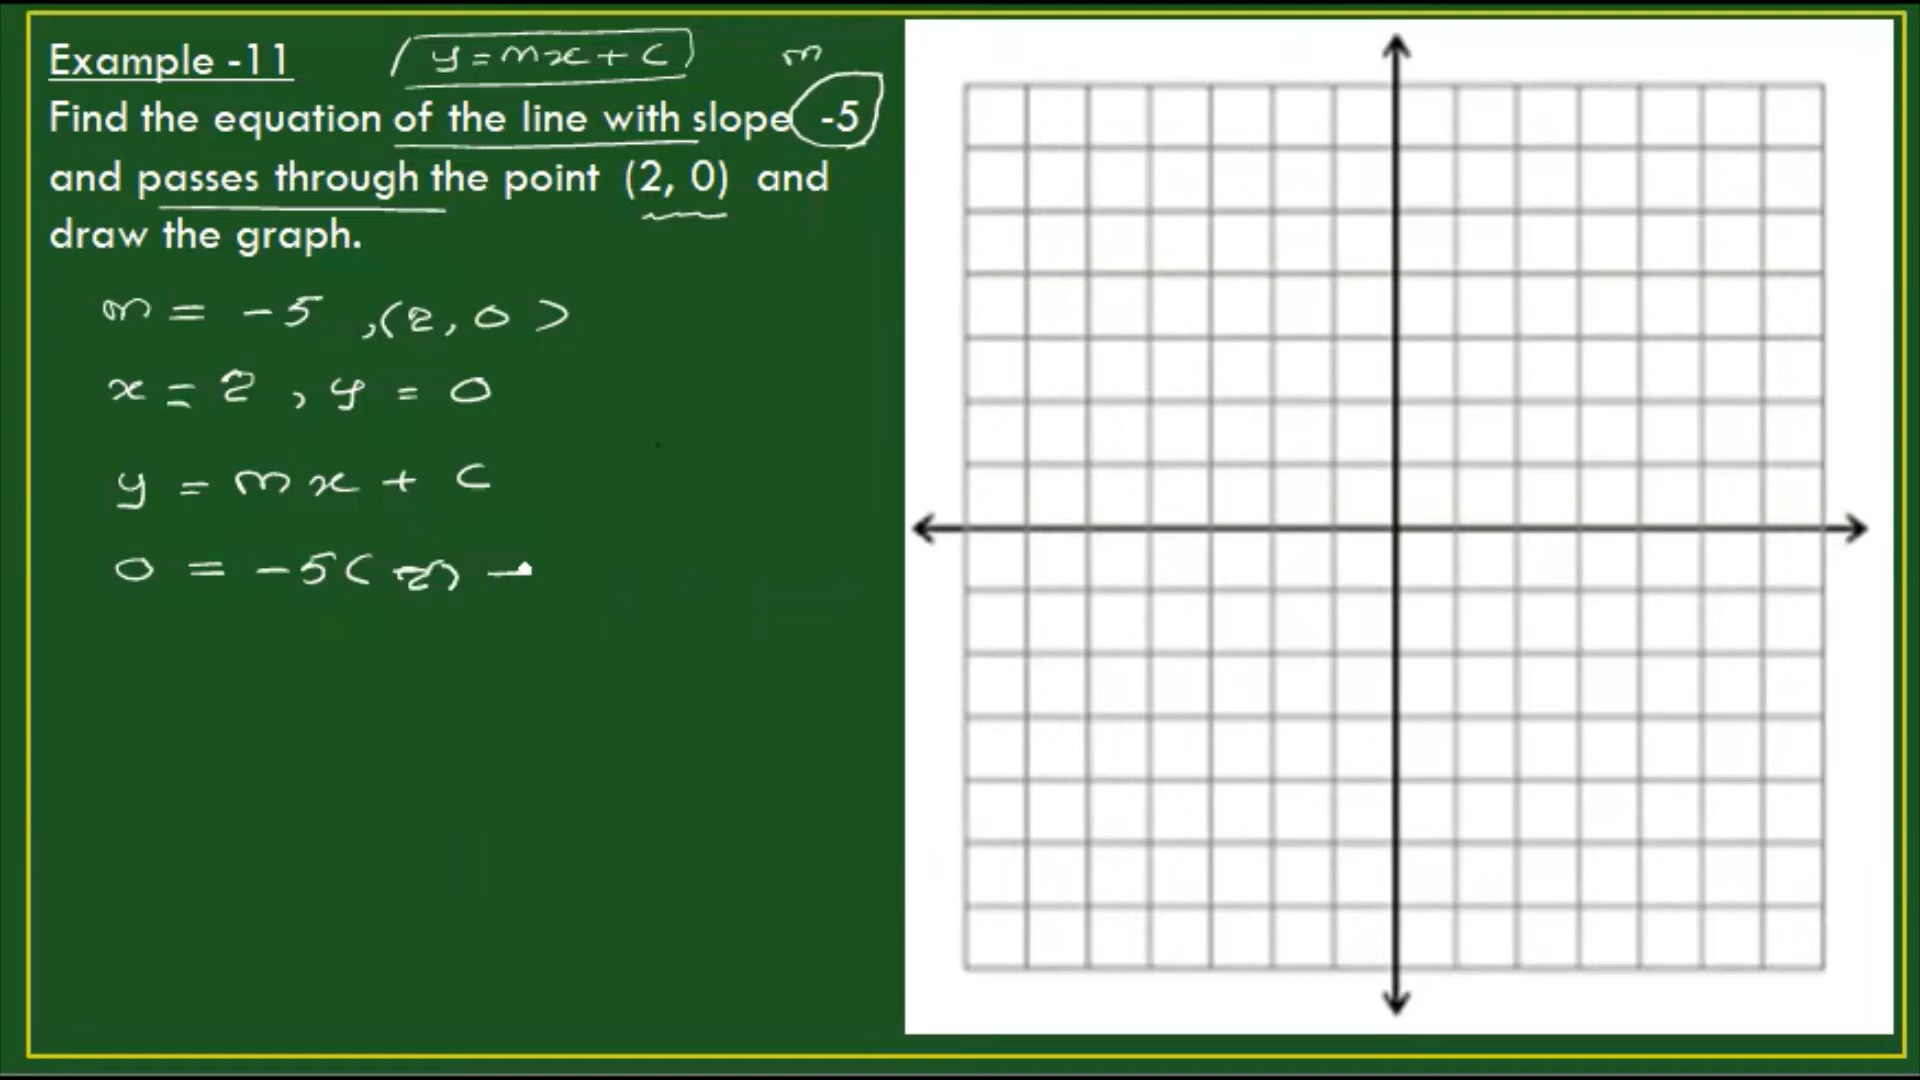 Example -11
y = mx + c
m
Find the equation of the line with slope -5
and passes through the point (2, 0) and
draw the graph.
m = -5 , (2, 0)
x = 2 , y = 0
y = mx + c
0 = -5(2) -